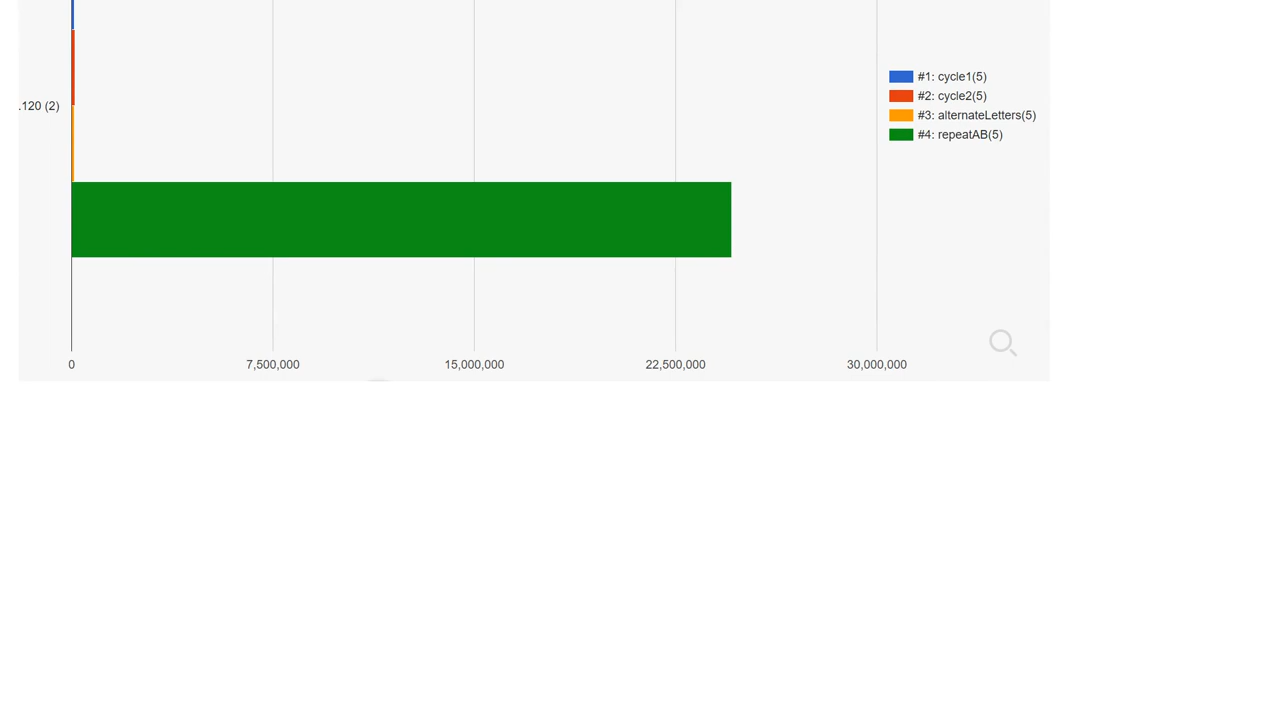 #1: cycle1(5)
#2: cycle2(5)
.120 (2)
#3: alternateLetters(5)
#4: repeatAB(5)
0 7,500,000 15,000,000 22,500,000 30,000,000